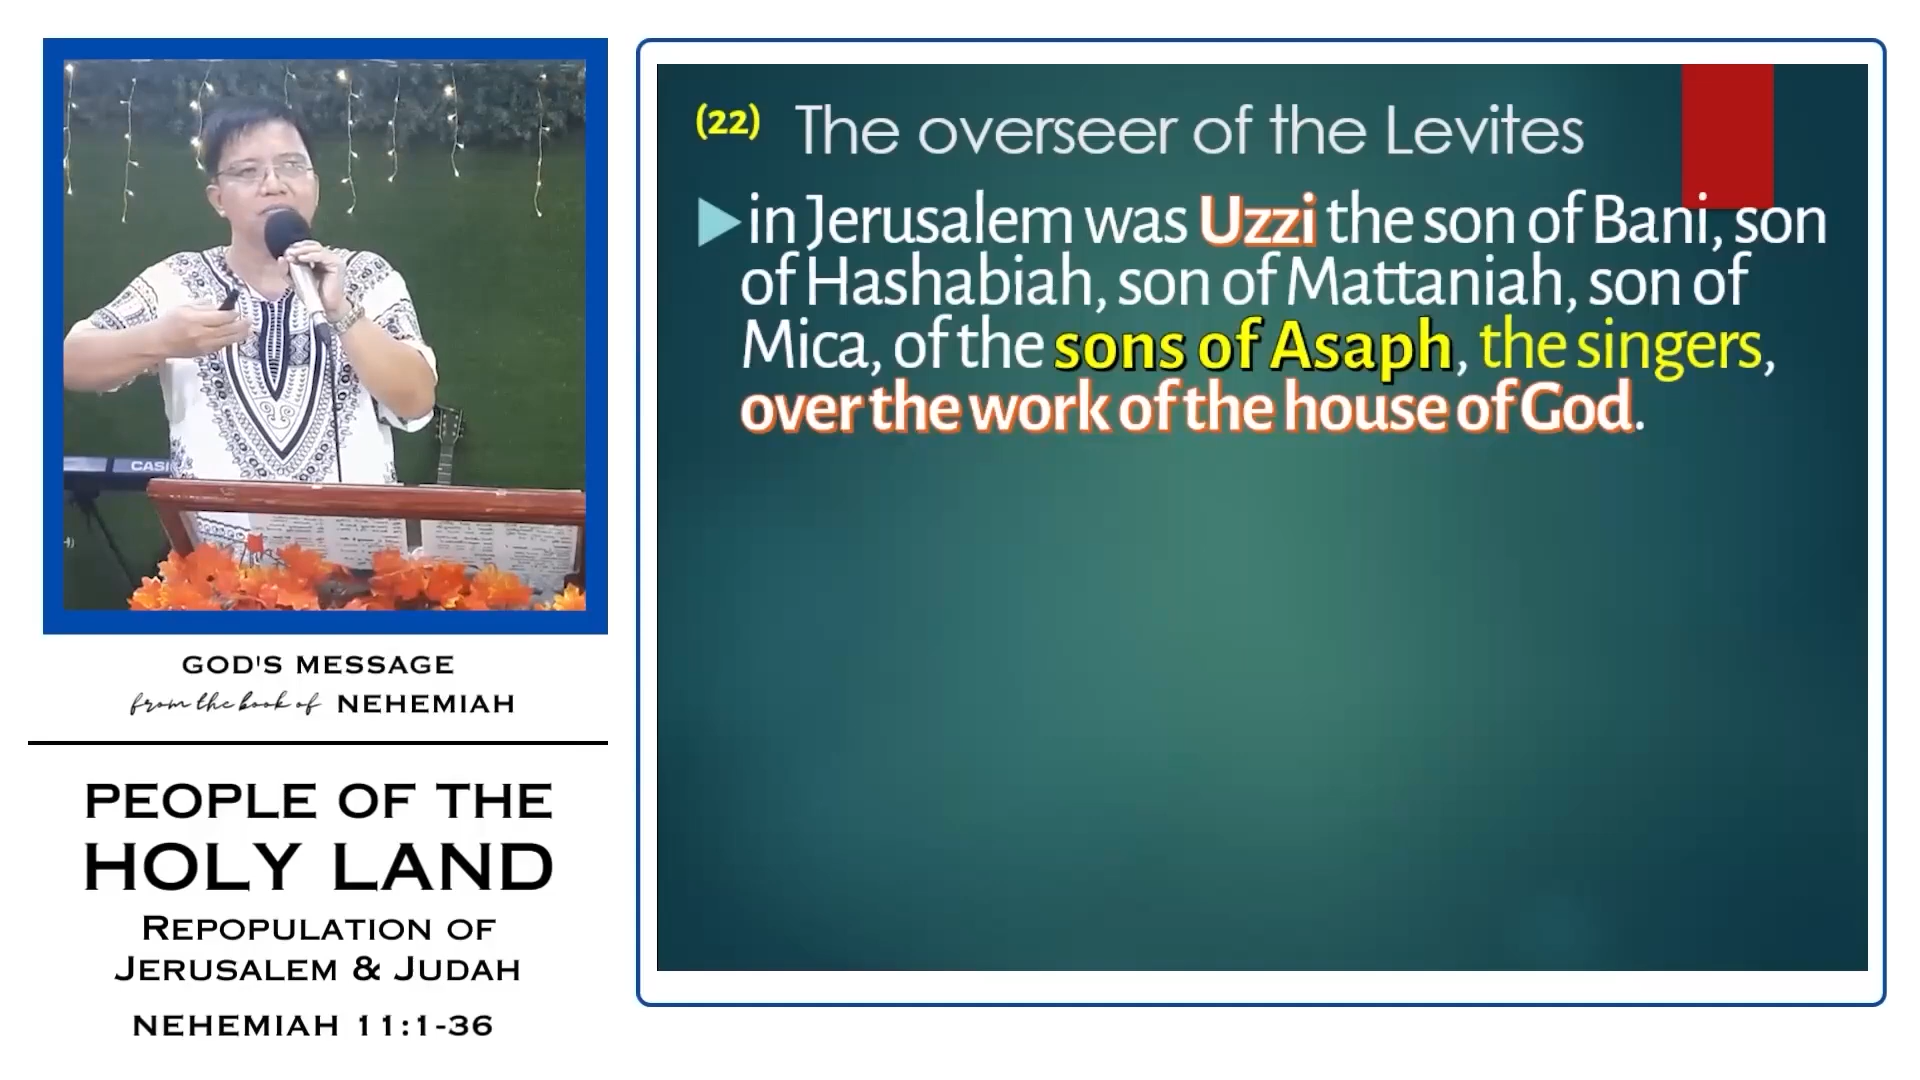 (22) The overseer of the Levites
in Jerusalem was Uzzi the son of Bani, son
of Hashabiah, son of Mattaniah, son of
Mica, of the sons of Asaph, the singers,
over the work of the house of God.
CASI
GOD'S MESSAGE
from the book of NEHEMIAH
PEOPLE OF THE
HOLY LAND
REPOPULATION OF
JERUSALEM & JUDAH
NEHEMIAH 11:1-36